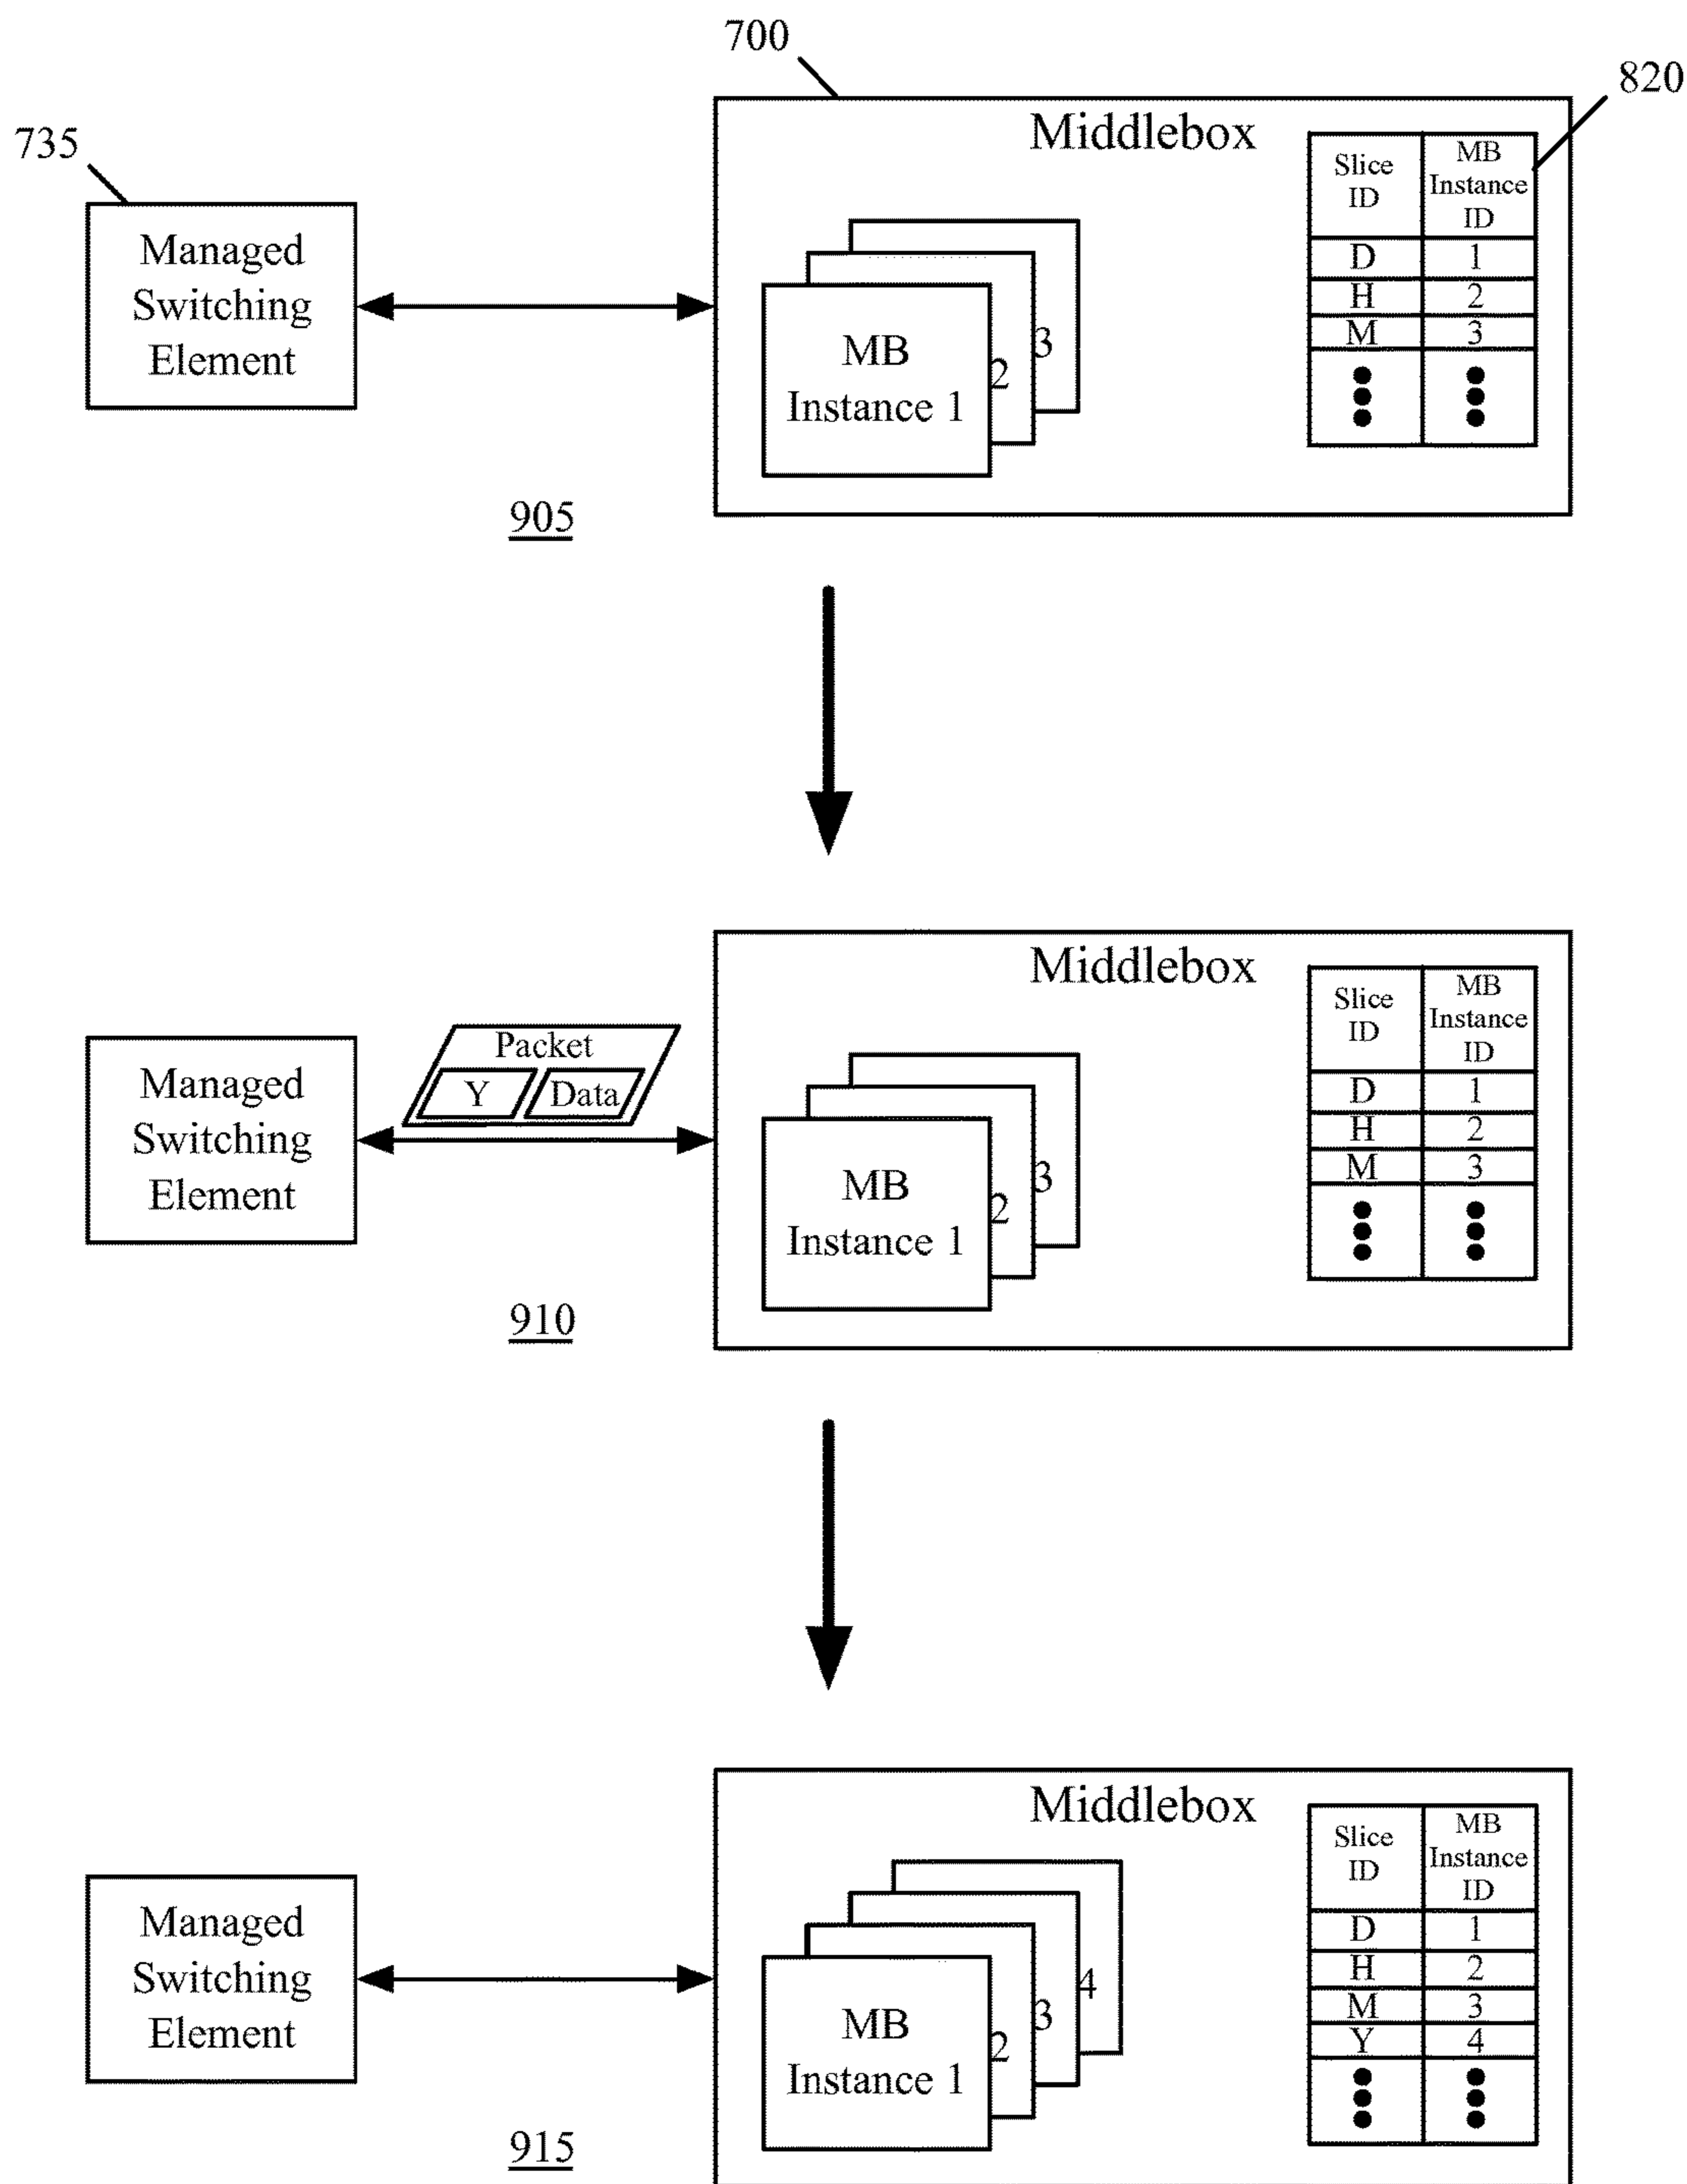 700
820
735
Middlebox
Slice
ID
MB
Instance
ID
Managed
Switching
Element
D 1
H 2
M 3
MB
Instance 1
2
3
905
Middlebox
Slice
ID
MB
Instance
ID
Packet
Y Data
Managed
Switching
Element
D 1
H 2
M 3
MB
Instance 1
2
3
910
Middlebox
Slice
ID
MB
Instance
ID
Managed
Switching
Element
D 1
H 2
M 3
Y 4
MB
Instance 1
2
3
4
915